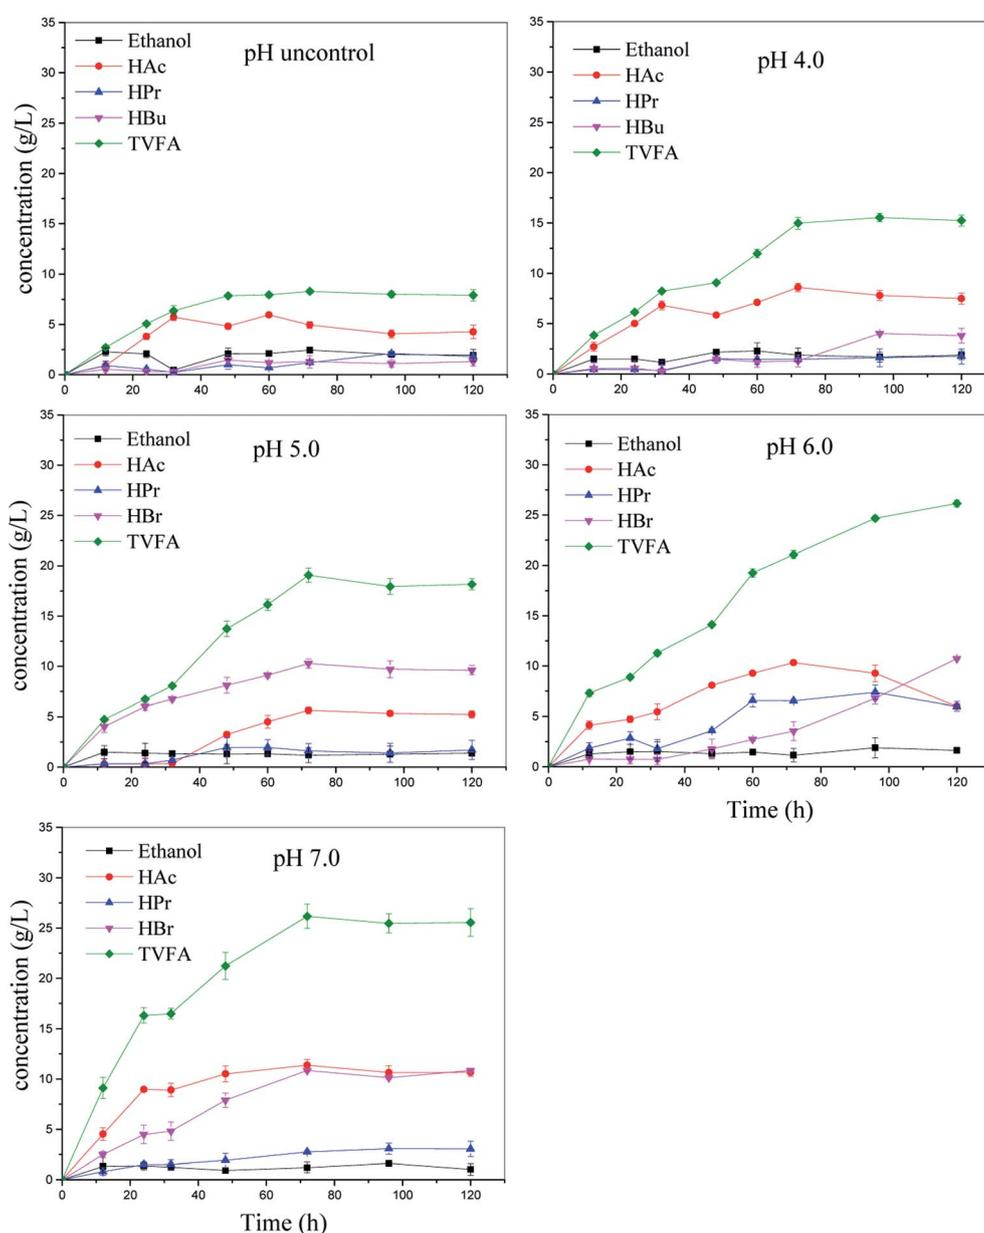 pH uncontrol
Ethanol
HAc
HPr
HBu
TVFA
concentration (g/L)
35
30
25
20
15
10
5
0
0 20 40 60 80 100 120
pH 4.0
Ethanol
HAc
HPr
HBu
TVFA
35
30
25
20
15
10
5
0
0 20 40 60 80 100 120
pH 5.0
Ethanol
HAc
HPr
HBr
TVFA
concentration (g/L)
35
30
25
20
15
10
5
0
0 20 40 60 80 100 120
pH 6.0
Ethanol
HAc
HPr
HBr
TVFA
35
30
25
20
15
10
5
0
0 20 40 60 80 100 120
Time (h)
pH 7.0
Ethanol
HAc
HPr
HBr
TVFA
concentration (g/L)
35
30
25
20
15
10
5
0
0 20 40 60 80 100 120
Time (h)